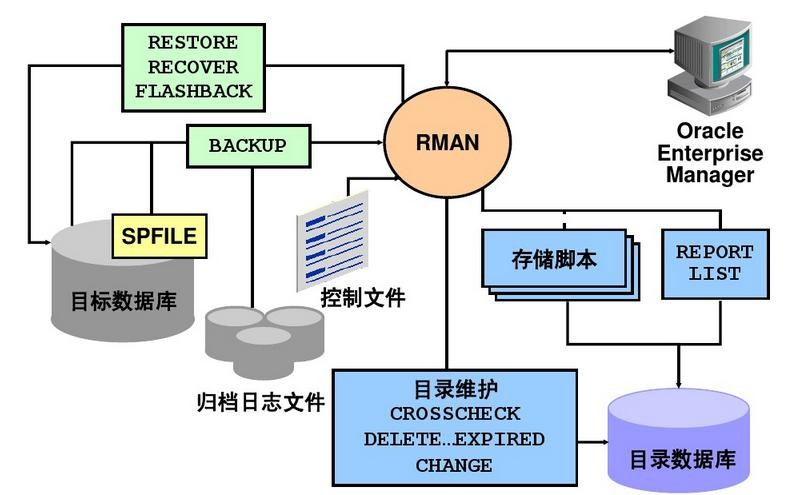 RESTORE
RECOVER
FLASHBACK
BACKUP
RMAN
Oracle
Enterprise
Manager
SPFILE
目标数据库
控制文件
存储脚本
REPORT
LIST
归档日志文件
目录维护
CROSSCHECK
DELETE…EXPIRED
CHANGE
目录数据库